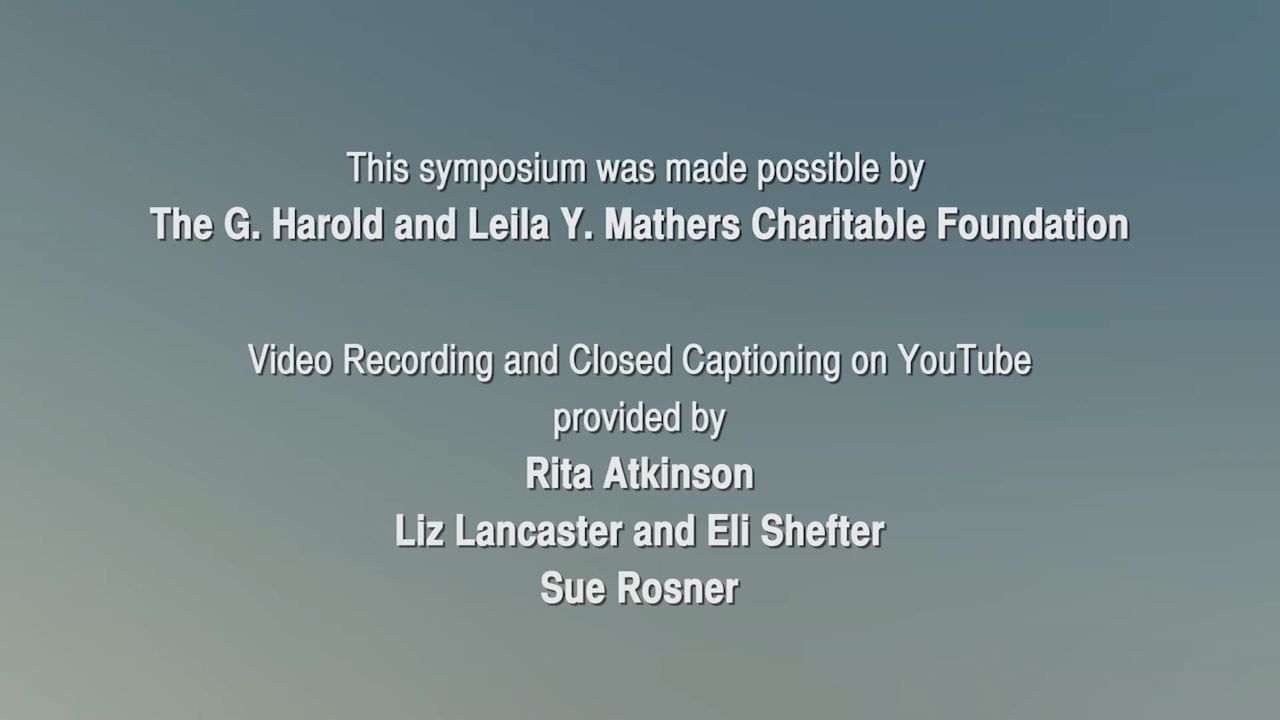 This symposium was made possible by
The G. Harold and Leila Y. Mathers Charitable Foundation
Video Recording and Closed Captioning on YouTube
provided by
Rita Atkinson
Liz Lancaster and Eli Shefter
Sue Rosner